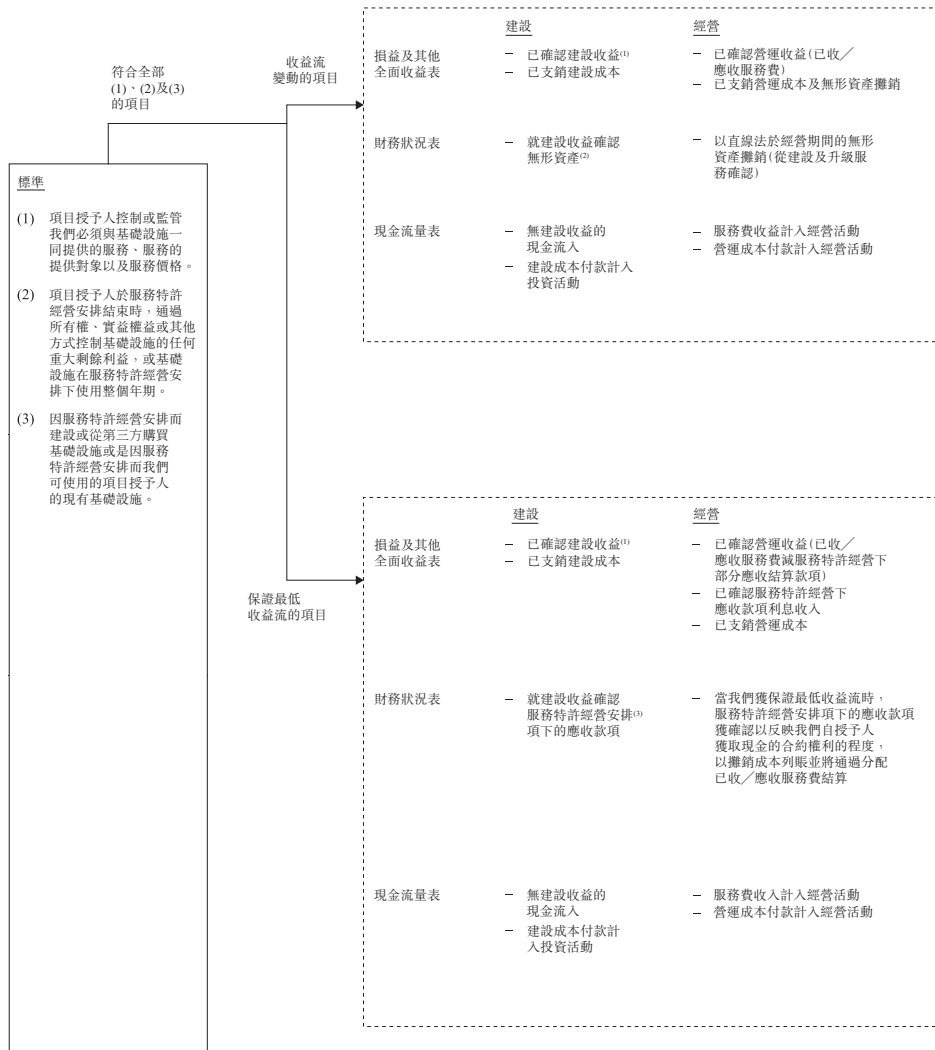 符合全部
(1)、(2)及(3)
的項目
收益流
變動的項目
標準
(1) 項目授予人控制或監管
我們必須與基礎設施一
同提供的服務、服務的
提供對象以及服務價格。
(2) 項目授予人於服務特許
經營安排結束時，通過
所有權、實益權益或其他
方式控制基礎設施的任何
重大剩餘利益，或基礎
設施在服務特許經營安
排下使用整個年期。
(3) 因服務特許經營安排而
建設或從第三方購買
基礎設施或是因服務
特許經營安排而我們
可使用的項目授予人
的現有基礎設施。
建設
經營
損益及其他
全面收益表
– 已確認建設收益(1)
– 已支銷建設成本
– 已確認營運收益(已收╱
應收服務費)
– 已支銷營運成本及無形資產攤銷
財務狀況表
– 就建設收益確認
無形資產(2)
– 以直線法於經營期間的無形
資產攤銷(從建設及升級服
務確認)
現金流量表
– 無建設收益的
現金流入
– 建設成本付款計入
投資活動
– 服務費收益計入經營活動
– 營運成本付款計入經營活動
保證最低
收益流的項目
建設
經營
損益及其他
全面收益表
– 已確認建設收益(1)
– 已支銷建設成本
– 已確認營運收益(已收╱
應收服務費減服務特許經營下
部分應收結算款項)
– 已確認服務特許經營下
應收款項利息收入
– 已支銷營運成本
財務狀況表
– 就建設收益確認
服務特許經營安排(3)
項下的應收款項
– 當我們獲保證最低收益流時，
服務特許經營安排項下的應收款項
獲確認以反映我們自授予人
獲取現金的合約權利的程度，
以攤銷成本列賬並將通過分配
已收╱應收服務費結算
現金流量表
– 無建設收益的
現金流入
– 建設成本付款計
入投資活動
– 服務費收入計入經營活動
– 營運成本付款計入經營活動